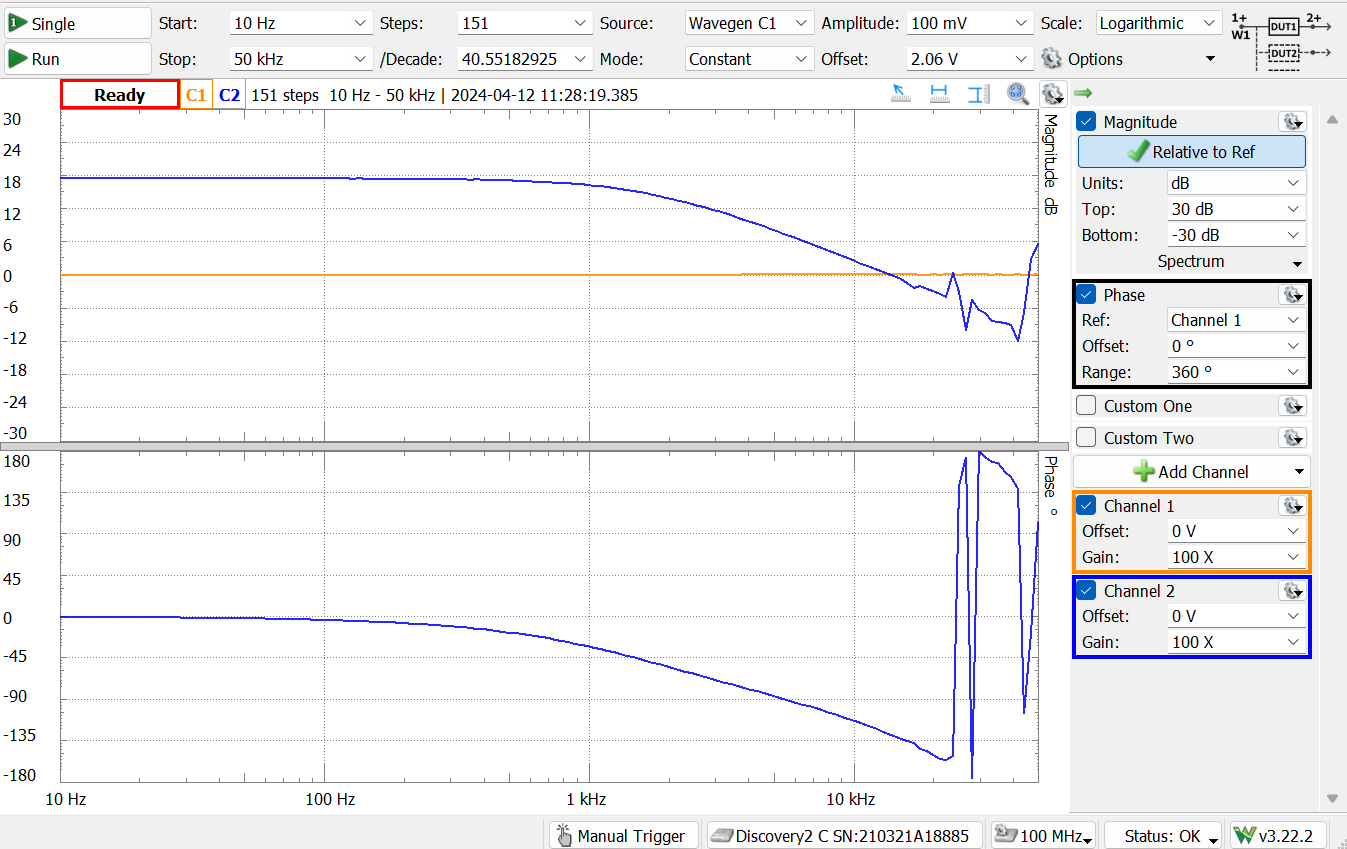 Single Start: 10 Hz Steps: 151 Source: Wavegen C1 Amplitude: 100 mV Scale: Logarithmic 1+ W1 DUT1 2+
Run Stop: 50 kHz /Decade: 40.55182925 Mode: Constant Offset: 2.06 V Options DUT2
Ready C1 C2 151 steps 10 Hz - 50 kHz | 2024-04-12 11:28:19.385
30
24
18
12
6
0
-6
-12
-18
-24
-30
Magnitude dB
180
135
90
45
0
-45
-90
-135
-180
Phase °
10 Hz 100 Hz 1 kHz 10 kHz
Magnitude
Relative to Ref
Units: dB
Top: 30 dB
Bottom: -30 dB
Spectrum
Phase
Ref: Channel 1
Offset: 0 °
Range: 360 °
Custom One
Custom Two
Add Channel
Channel 1
Offset: 0 V
Gain: 100 X
Channel 2
Offset: 0 V
Gain: 100 X
Manual Trigger Discovery2 C SN:210321A18885 100 MHz Status: OK W v3.22.2